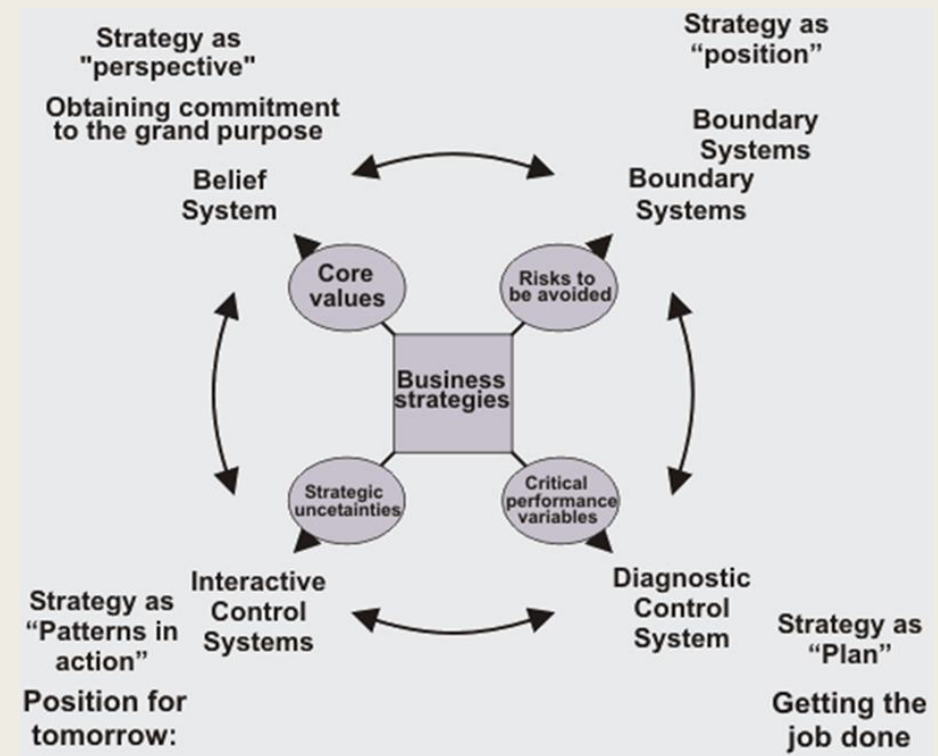 Strategy as
"perspective"
Obtaining commitment
to the grand purpose
Belief
System
Strategy as
“position”
Boundary
Systems
Boundary
Systems
Core
values
Risks to
be avoided
Business
strategies
Strategic
uncetainties
Critical
performance
variables
Interactive
Control
Systems
Diagnostic
Control
System
Strategy as
“Patterns in
action”
Position for
tomorrow:
Strategy as
“Plan”
Getting the
job done